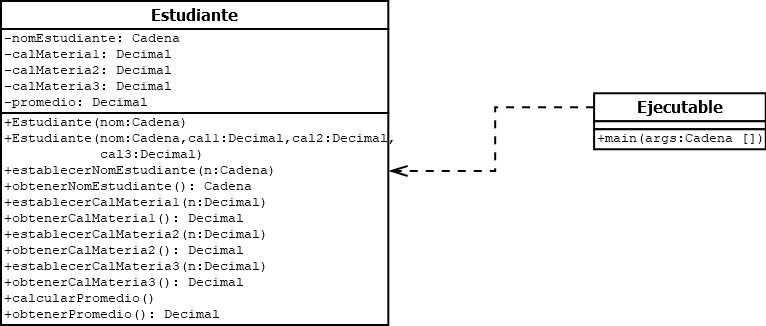 Estudiante
-nomEstudiante: Cadena
-calMateria1: Decimal
-calMateria2: Decimal
-calMateria3: Decimal
-promedio: Decimal
+Estudiante(nom:Cadena)
+Estudiante(nom:Cadena,cal1:Decimal,cal2:Decimal,
cal3:Decimal)
+establecerNomEstudiante(n:Cadena)
+obtenerNomEstudiante(): Cadena
+establecerCalMateria1(n:Decimal)
+obtenerCalMateria1(): Decimal
+establecerCalMateria2(n:Decimal)
+obtenerCalMateria2(): Decimal
+establecerCalMateria3(n:Decimal)
+obtenerCalMateria3(): Decimal
+calcularPromedio()
+obtenerPromedio(): Decimal
Ejecutable
+main(args:Cadena [])